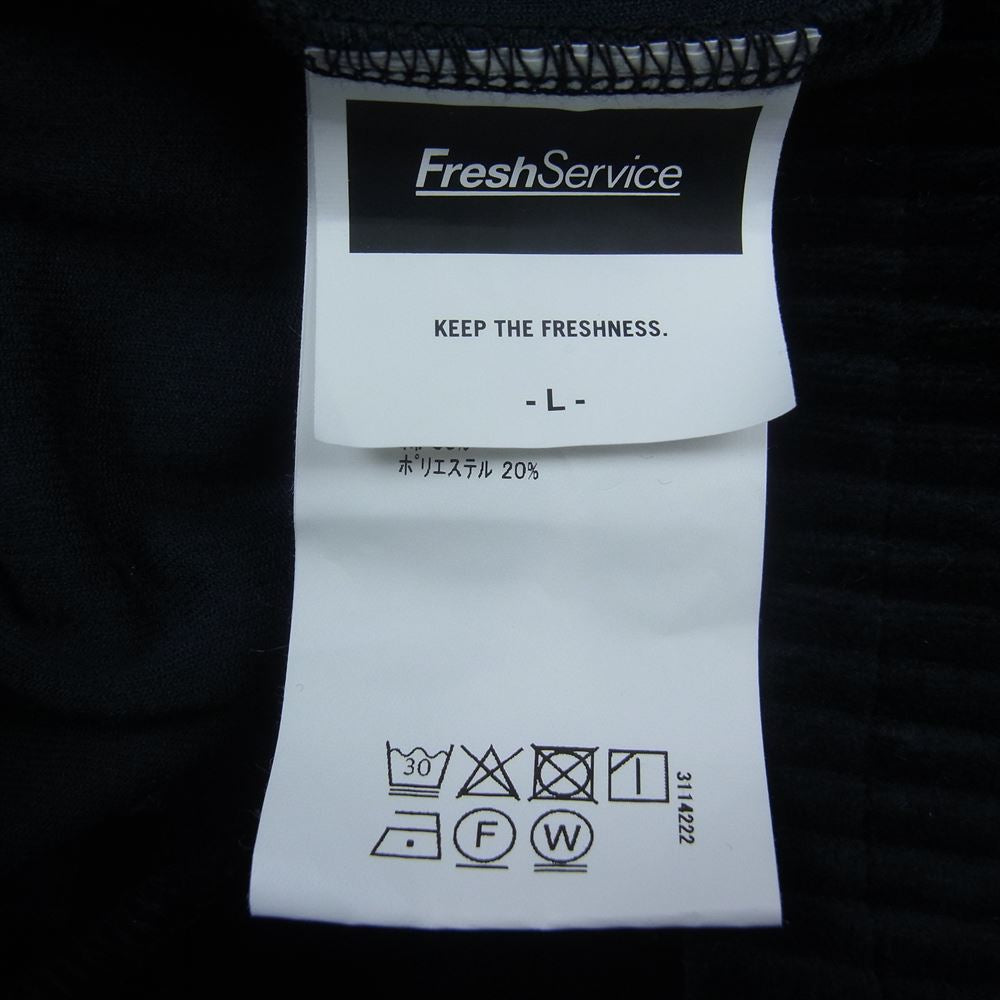 FreshService
KEEP THE FRESHNESS.
- L -
ポリエステル 20%
30
F
W
3114222